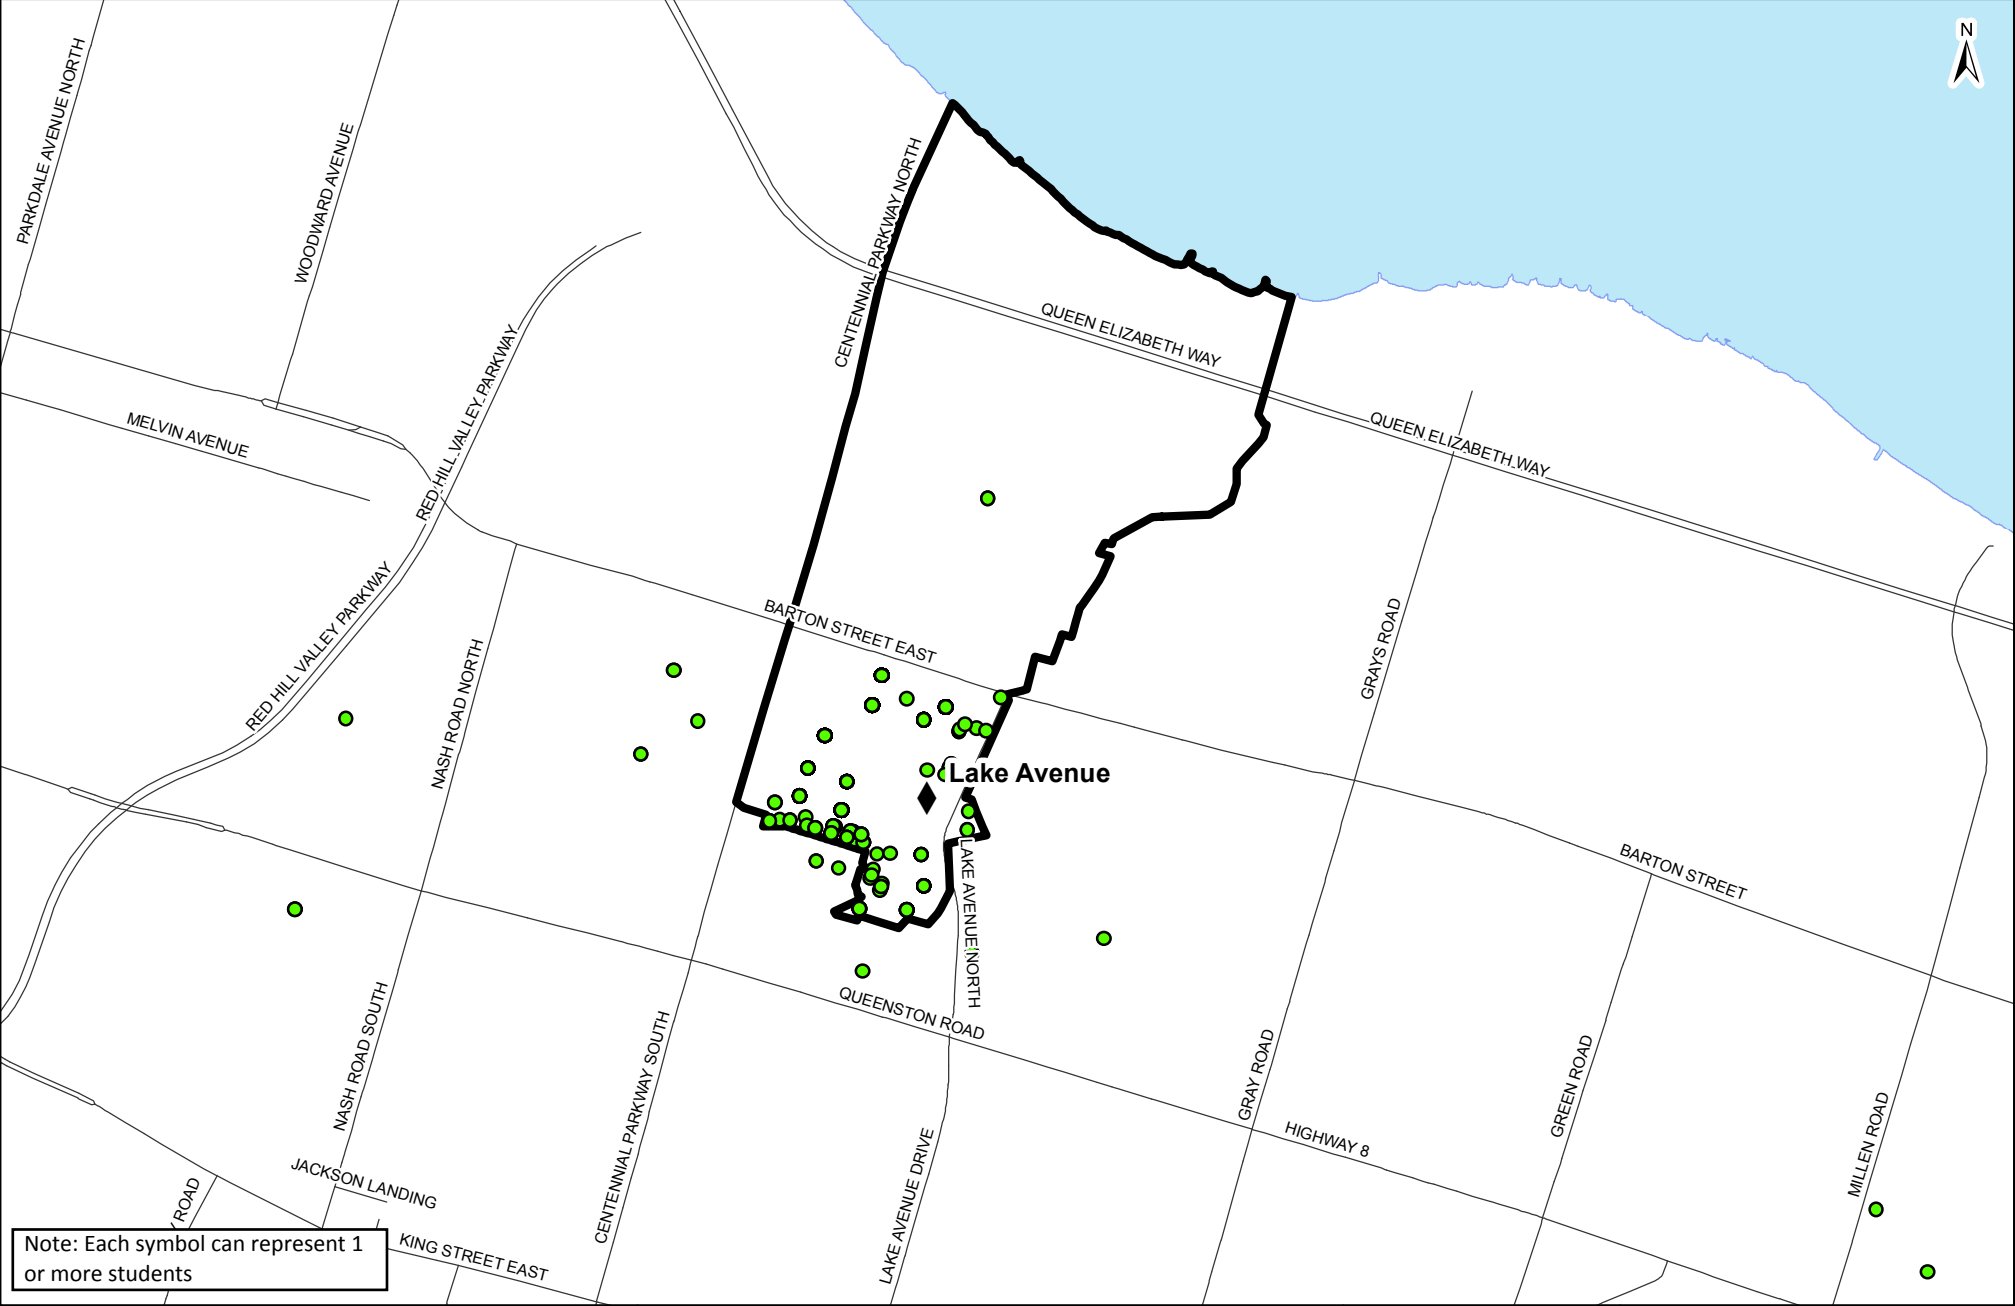 N
PARKDALE AVENUE NORTH
WOODWARD AVENUE
CENTENNIAL PARKWAY NORTH
QUEEN ELIZABETH WAY
QUEEN ELIZABETH WAY
MELVIN AVENUE
RED HILL VALLEY PARKWAY
RED HILL VALLEY PARKWAY
BARTON STREET EAST
GRAYS ROAD
NASH ROAD NORTH
Lake Avenue
LAKE AVENUE NORTH
BARTON STREET
QUEENSTON ROAD
NASH ROAD SOUTH
CENTENNIAL PARKWAY SOUTH
GRAY ROAD
GREEN ROAD
HIGHWAY 8
MILLEN ROAD
LAKE AVENUE DRIVE
JACKSON LANDING
ROAD
KING STREET EAST
Note: Each symbol can represent 1
or more students